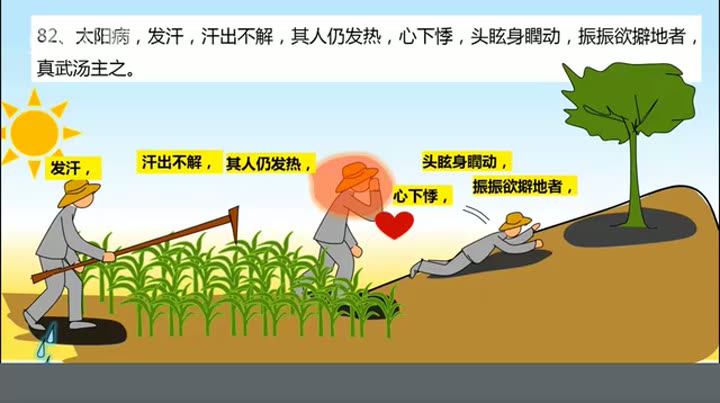 82、太阳病，发汗，汗出不解，其人仍发热，心下悸，头眩身瞤动，振振欲擗地者，
真武汤主之。
发汗，
汗出不解，
其人仍发热，
心下悸，
头眩身瞤动，
振振欲擗地者，